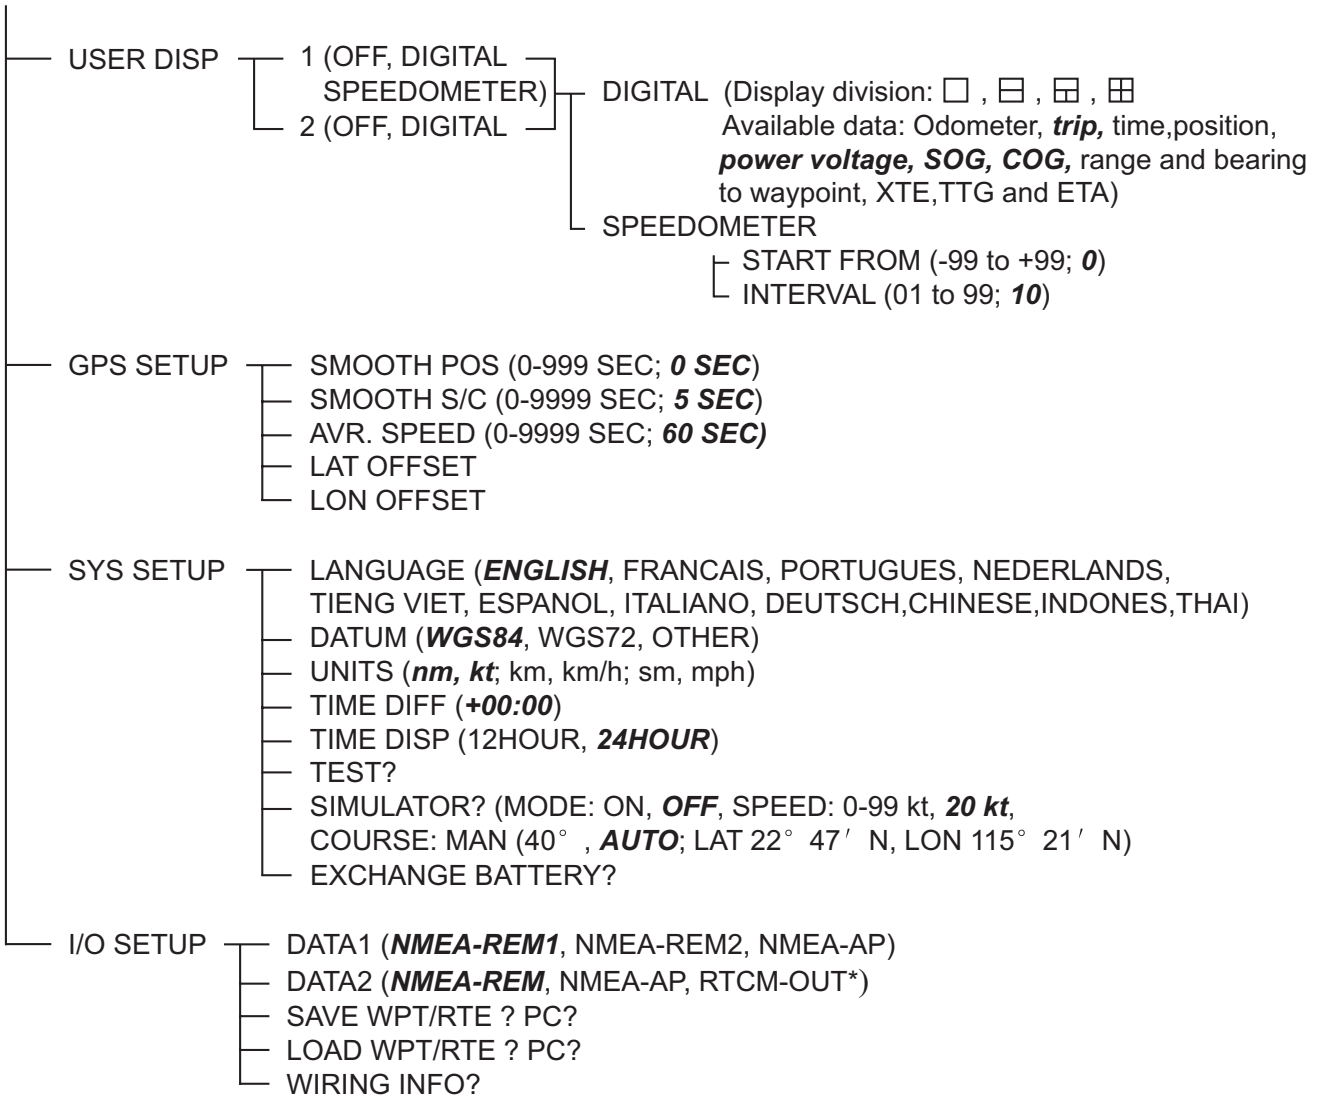 USER DISP
1 (OFF, DIGITAL
SPEEDOMETER)
2 (OFF, DIGITAL
DIGITAL (Display division: , , ,
Available data: Odometer, trip, time,position,
power voltage, SOG, COG, range and bearing
to waypoint, XTE,TTG and ETA)
SPEEDOMETER
START FROM (-99 to +99; 0)
INTERVAL (01 to 99; 10)
GPS SETUP
SMOOTH POS (0-999 SEC; 0 SEC)
SMOOTH S/C (0-9999 SEC; 5 SEC)
AVR. SPEED (0-9999 SEC; 60 SEC)
LAT OFFSET
LON OFFSET
SYS SETUP
LANGUAGE (ENGLISH, FRANCAIS, PORTUGUES, NEDERLANDS,
TIENG VIET, ESPANOL, ITALIANO, DEUTSCH,CHINESE,INDONES,THAI)
DATUM (WGS84, WGS72, OTHER)
UNITS (nm, kt; km, km/h; sm, mph)
TIME DIFF (+00:00)
TIME DISP (12HOUR, 24HOUR)
TEST?
SIMULATOR? (MODE: ON, OFF, SPEED: 0-99 kt, 20 kt,
COURSE: MAN (40° , AUTO; LAT 22° 47′ N, LON 115° 21′ N)
EXCHANGE BATTERY?
I/O SETUP
DATA1 (NMEA-REM1, NMEA-REM2, NMEA-AP)
DATA2 (NMEA-REM, NMEA-AP, RTCM-OUT*)
SAVE WPT/RTE ? PC?
LOAD WPT/RTE ? PC?
WIRING INFO?